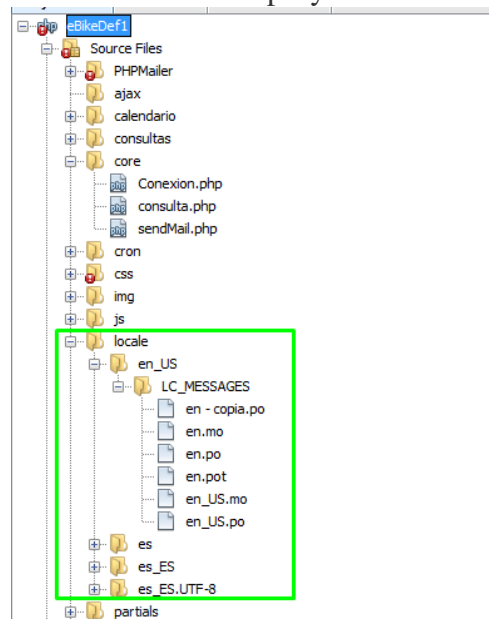 eBikeDef1
Source Files
PHPMailer
ajax
calendario
consultas
core
Conexion.php
consulta.php
sendMail.php
cron
css
img
js
locale
en_US
LC_MESSAGES
en - copia.po
en.mo
en.po
en.pot
en_US.mo
en_US.po
es
es_ES
es_ES.UTF-8
partials